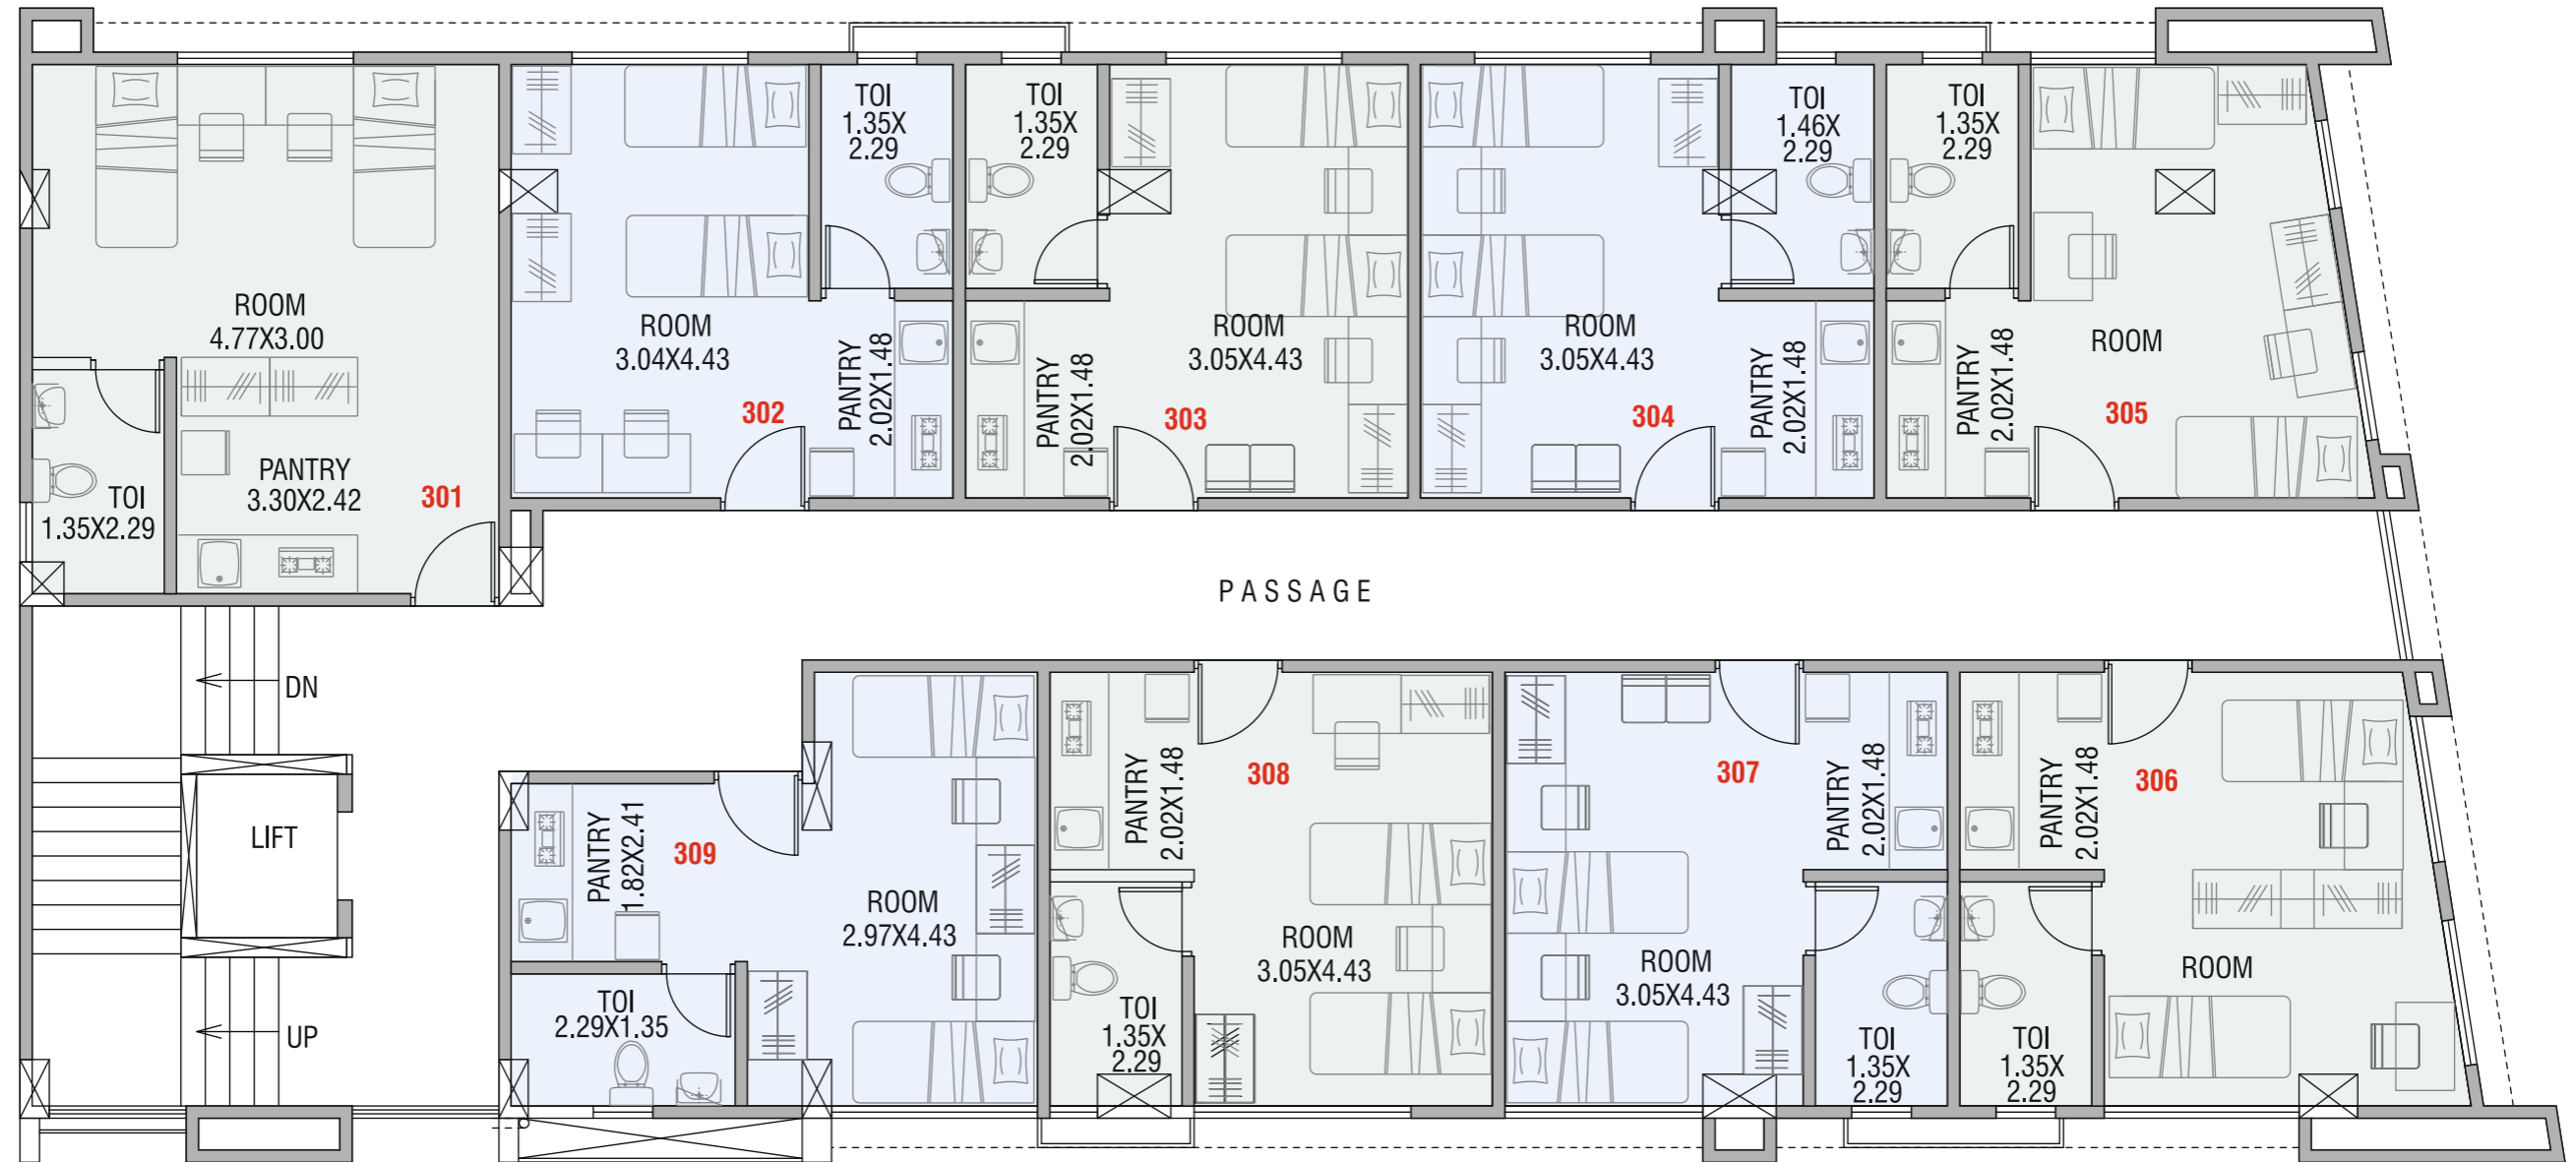 ROOM
4.77X3.00
PANTRY
3.30X2.42
TOI
1.35X2.29
301
TOI
1.35X
2.29
ROOM
3.04X4.43
PANTRY
2.02X1.48
302
TOI
1.35X
2.29
ROOM
3.05X4.43
PANTRY
2.02X1.48
303
TOI
1.46X
2.29
ROOM
3.05X4.43
PANTRY
2.02X1.48
304
TOI
1.35X
2.29
ROOM
PANTRY
2.02X1.48
305
PASSAGE
DN
LIFT
UP
309
PANTRY
1.82X2.41
ROOM
2.97X4.43
TOI
2.29X1.35
308
PANTRY
2.02X1.48
ROOM
3.05X4.43
TOI
1.35X
2.29
307
PANTRY
2.02X1.48
ROOM
3.05X4.43
TOI
1.35X
2.29
306
PANTRY
2.02X1.48
ROOM
TOI
1.35X
2.29